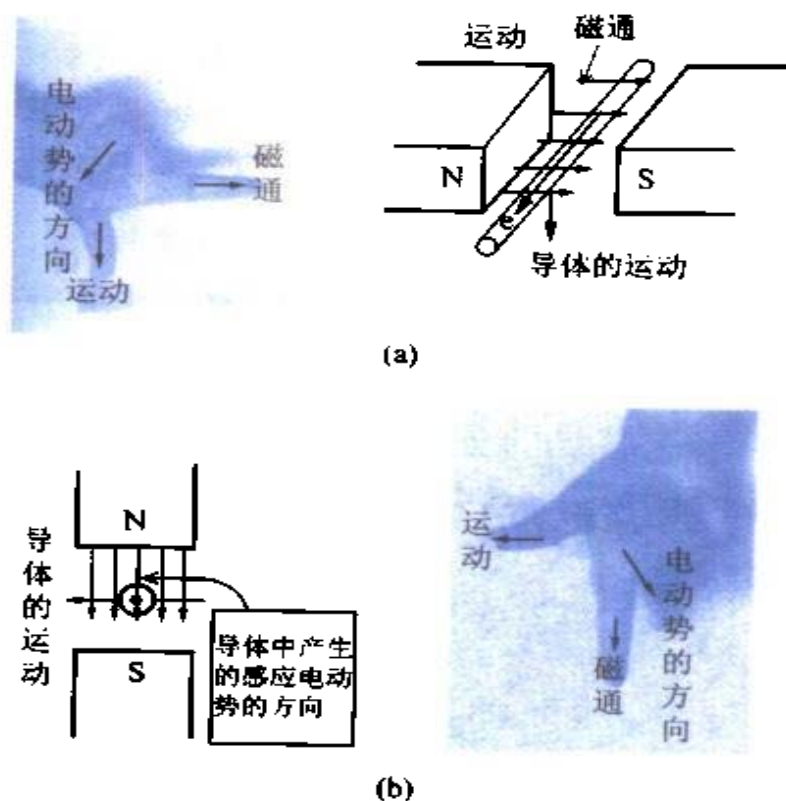 运动
磁通
电动势的方向
磁通
运动
N
S
e
导体的运动
(a)
N
导体的运动
S
导体中产生
的感应电动
势的方向
运动
磁通
电动势的方向
(b)